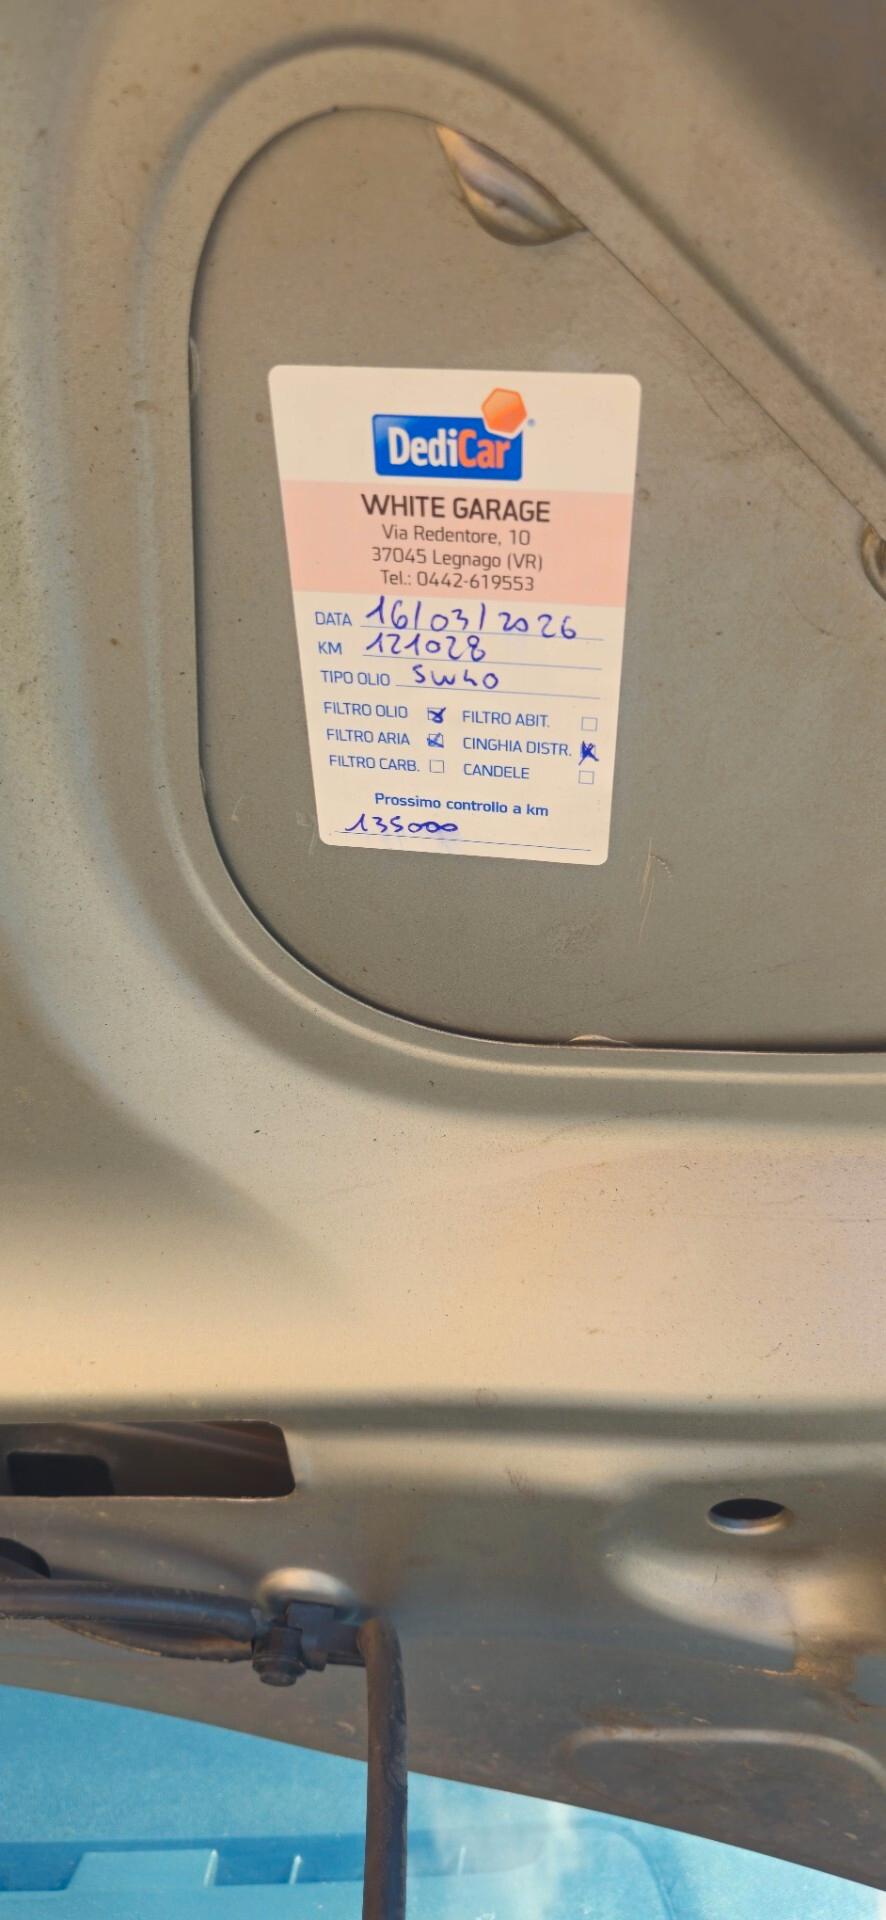 DediCar®
WHITE GARAGE
Via Redentore, 10
37045 Legnago (VR)
Tel.: 0442-619553
DATA 16/03/2026
KM 121028
TIPO OLIO 5W40
FILTRO OLIO ☒ FILTRO ABIT. ☐
FILTRO ARIA ☑ CINGHIA DISTR. ☒
FILTRO CARB. ☐ CANDELE ☐
Prossimo controllo a km
135000